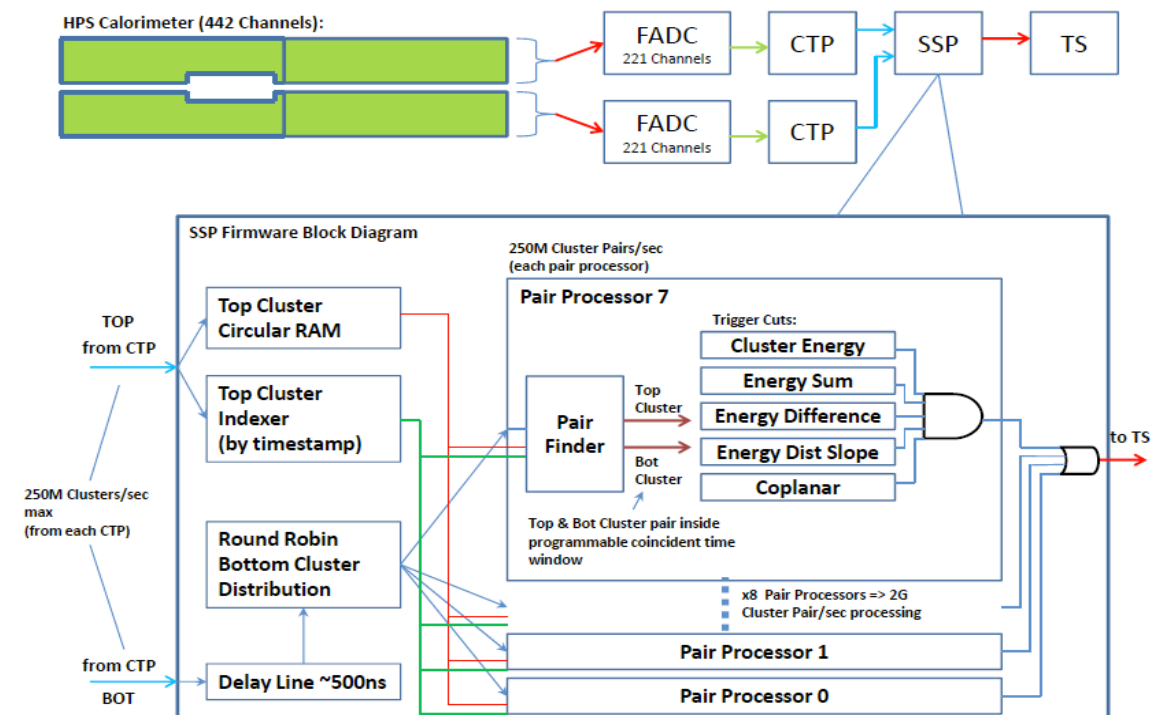 HPS Calorimeter (442 Channels):
FADC
221 Channels
CTP
SSP
TS
FADC
221 Channels
CTP
SSP Firmware Block Diagram
250M Cluster Pairs/sec
(each pair processor)
Pair Processor 7
Top Cluster
Circular RAM
TOP
from CTP
Top Cluster
Indexer
(by timestamp)
Trigger Cuts:
Cluster Energy
Energy Sum
Energy Difference
Energy Dist Slope
Coplanar
Pair
Finder
Top
Cluster
Bot
Cluster
to TS
250M Clusters/sec
max
(from each CTP)
Top & Bot Cluster pair inside
programmable coincident time
window
Round Robin
Bottom Cluster
Distribution
x8 Pair Processors => 2G
Cluster Pair/sec processing
Pair Processor 1
from CTP
BOT
Delay Line ~500ns
Pair Processor 0